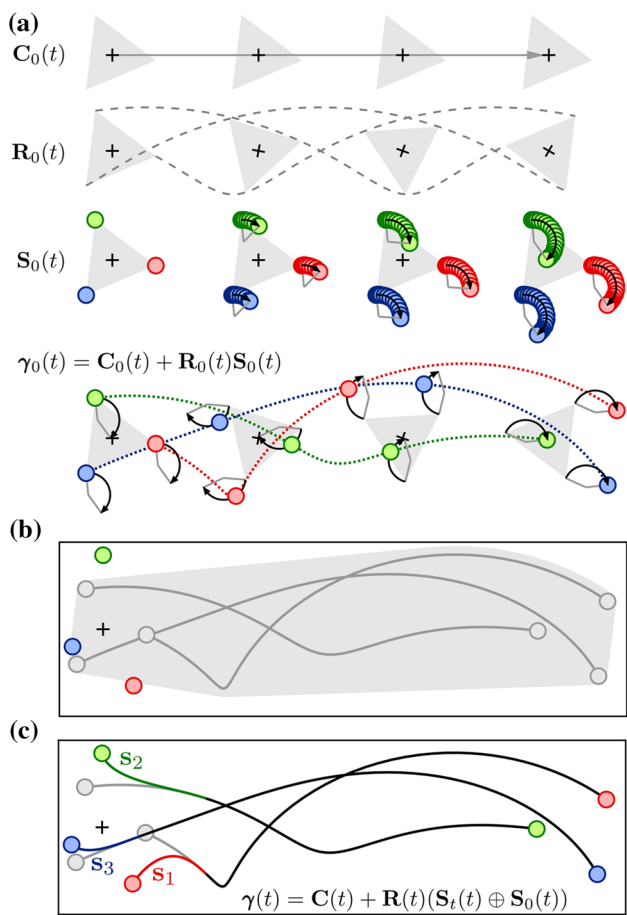 (a)
C₀(t)
R₀(t)
S₀(t)
γ₀(t) = C₀(t) + R₀(t)S₀(t)
(b)
(c)
s₂
s₃
s₁
γ(t) = C(t) + R(t)(Sₜ(t) ⊕ S₀(t))